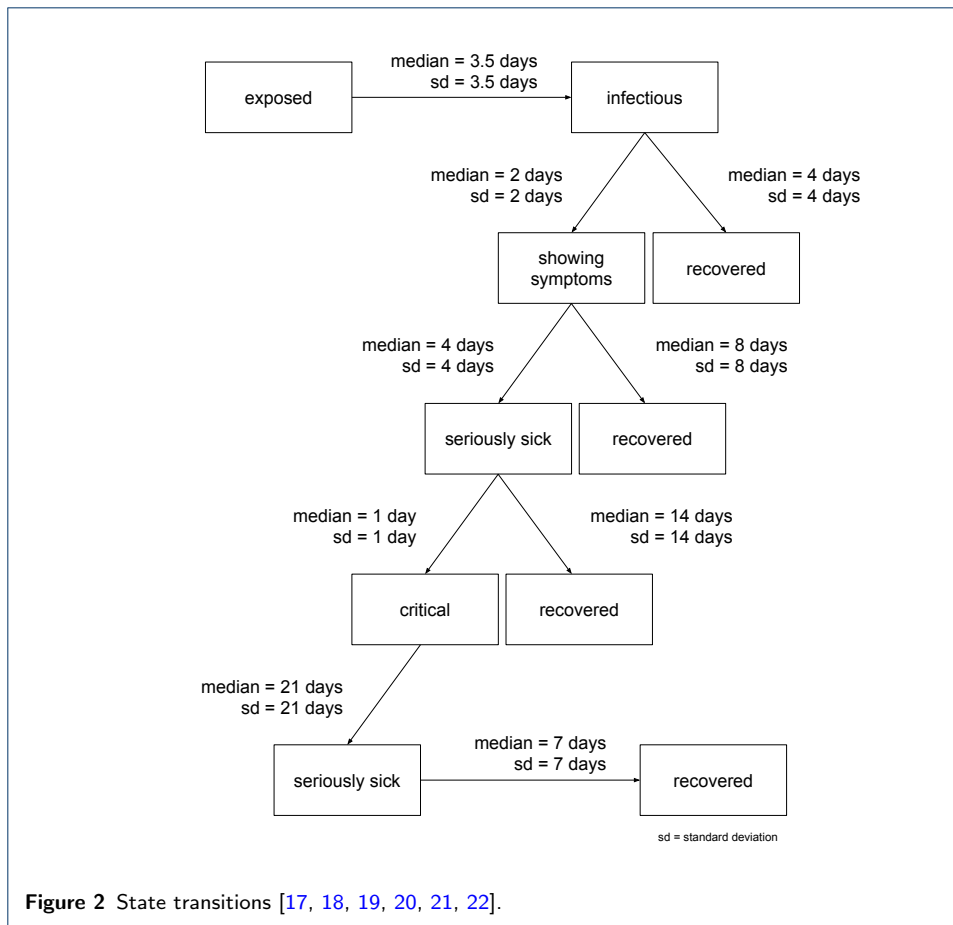 median = 3.5 days
sd = 3.5 days
exposed
infectious
median = 2 days
sd = 2 days
median = 4 days
sd = 4 days
showing
symptoms
recovered
median = 4 days
sd = 4 days
median = 8 days
sd = 8 days
seriously sick
recovered
median = 1 day
sd = 1 day
median = 14 days
sd = 14 days
critical
recovered
median = 21 days
sd = 21 days
median = 7 days
sd = 7 days
seriously sick
recovered
sd = standard deviation
Figure 2 State transitions [17, 18, 19, 20, 21, 22].